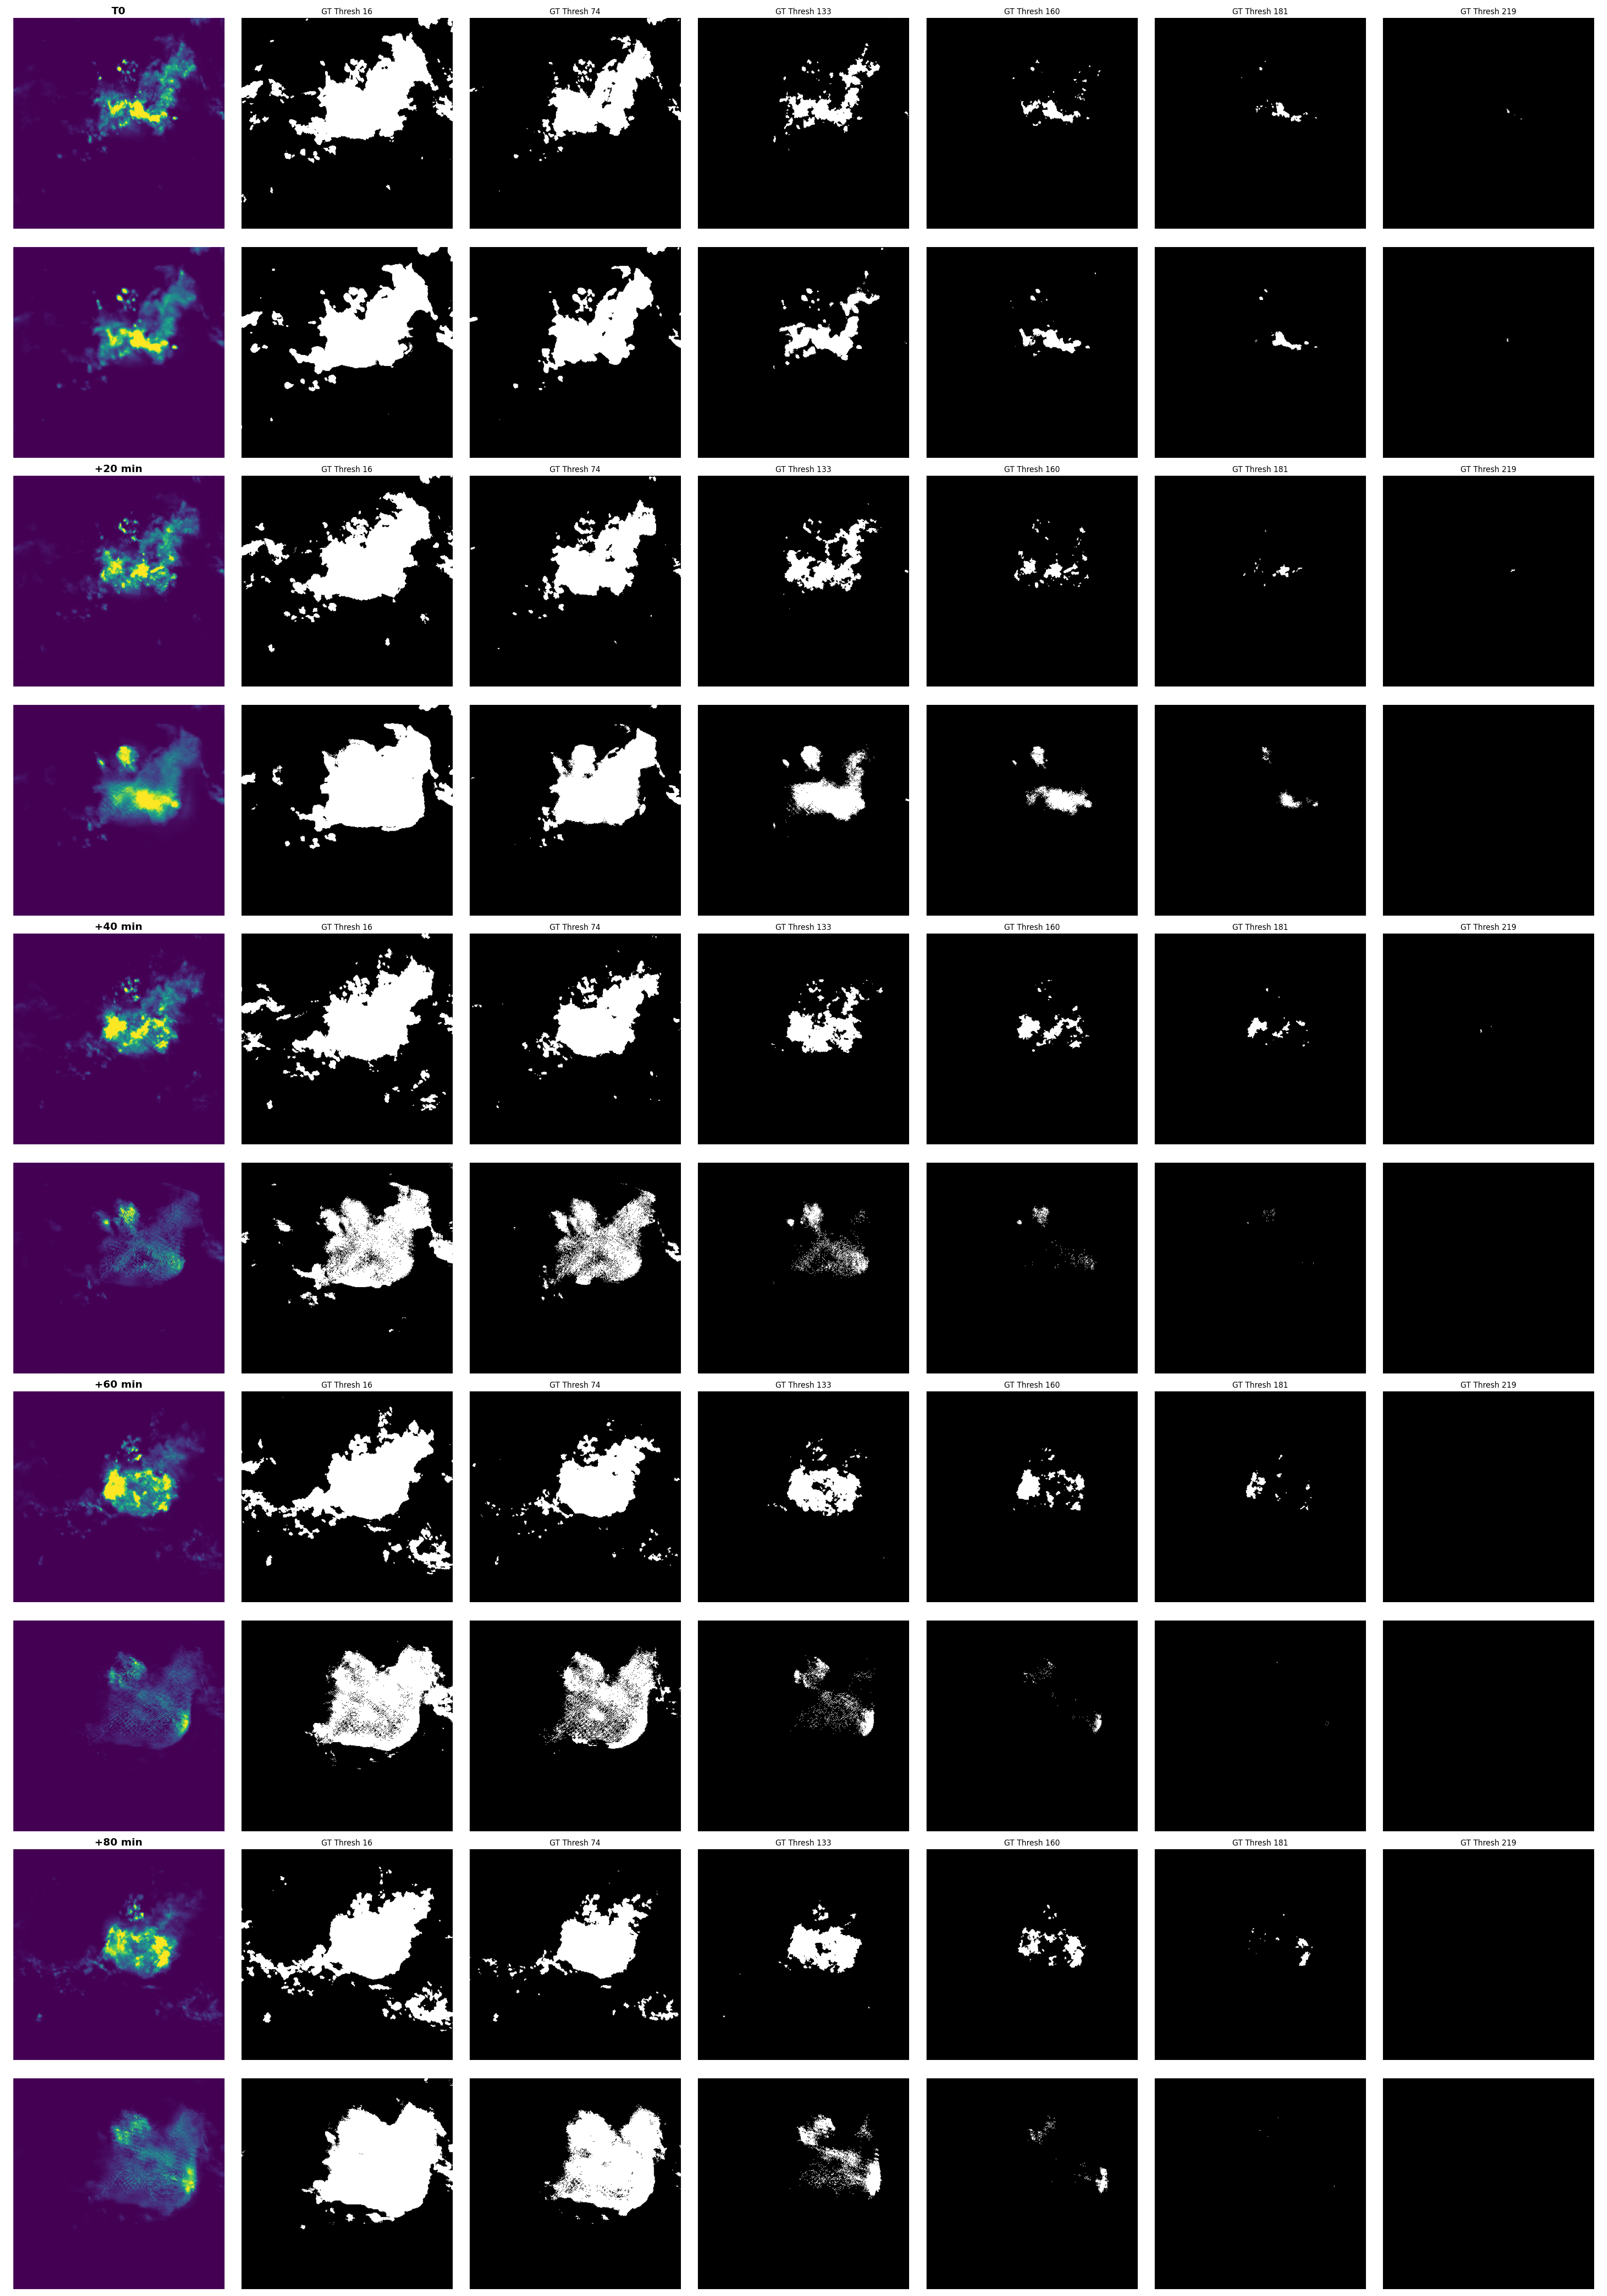 T0 GT Thresh 16 GT Thresh 74 GT Thresh 133 GT Thresh 160 GT Thresh 181 GT Thresh 219
+20 min GT Thresh 16 GT Thresh 74 GT Thresh 133 GT Thresh 160 GT Thresh 181 GT Thresh 219
+40 min GT Thresh 16 GT Thresh 74 GT Thresh 133 GT Thresh 160 GT Thresh 181 GT Thresh 219
+60 min GT Thresh 16 GT Thresh 74 GT Thresh 133 GT Thresh 160 GT Thresh 181 GT Thresh 219
+80 min GT Thresh 16 GT Thresh 74 GT Thresh 133 GT Thresh 160 GT Thresh 181 GT Thresh 219